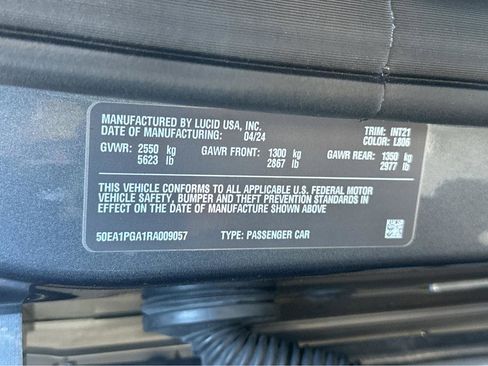 MANUFACTURED BY LUCID USA, INC.
DATE OF MANUFACTURING: 04/24 TRIM: INT21
COLOR: L806
GVWR: 2550 kg GAWR FRONT: 1300 kg GAWR REAR: 1350 kg
5623 lb 2867 lb 2977 lb
THIS VEHICLE CONFORMS TO ALL APPLICABLE U.S. FEDERAL MOTOR
VEHICLE SAFETY, BUMPER AND THEFT PREVENTION STANDARDS IN
EFFECT ON THE DATE OF MANUFACTURE SHOWN ABOVE
50EA1PGA1RA009057 TYPE: PASSENGER CAR